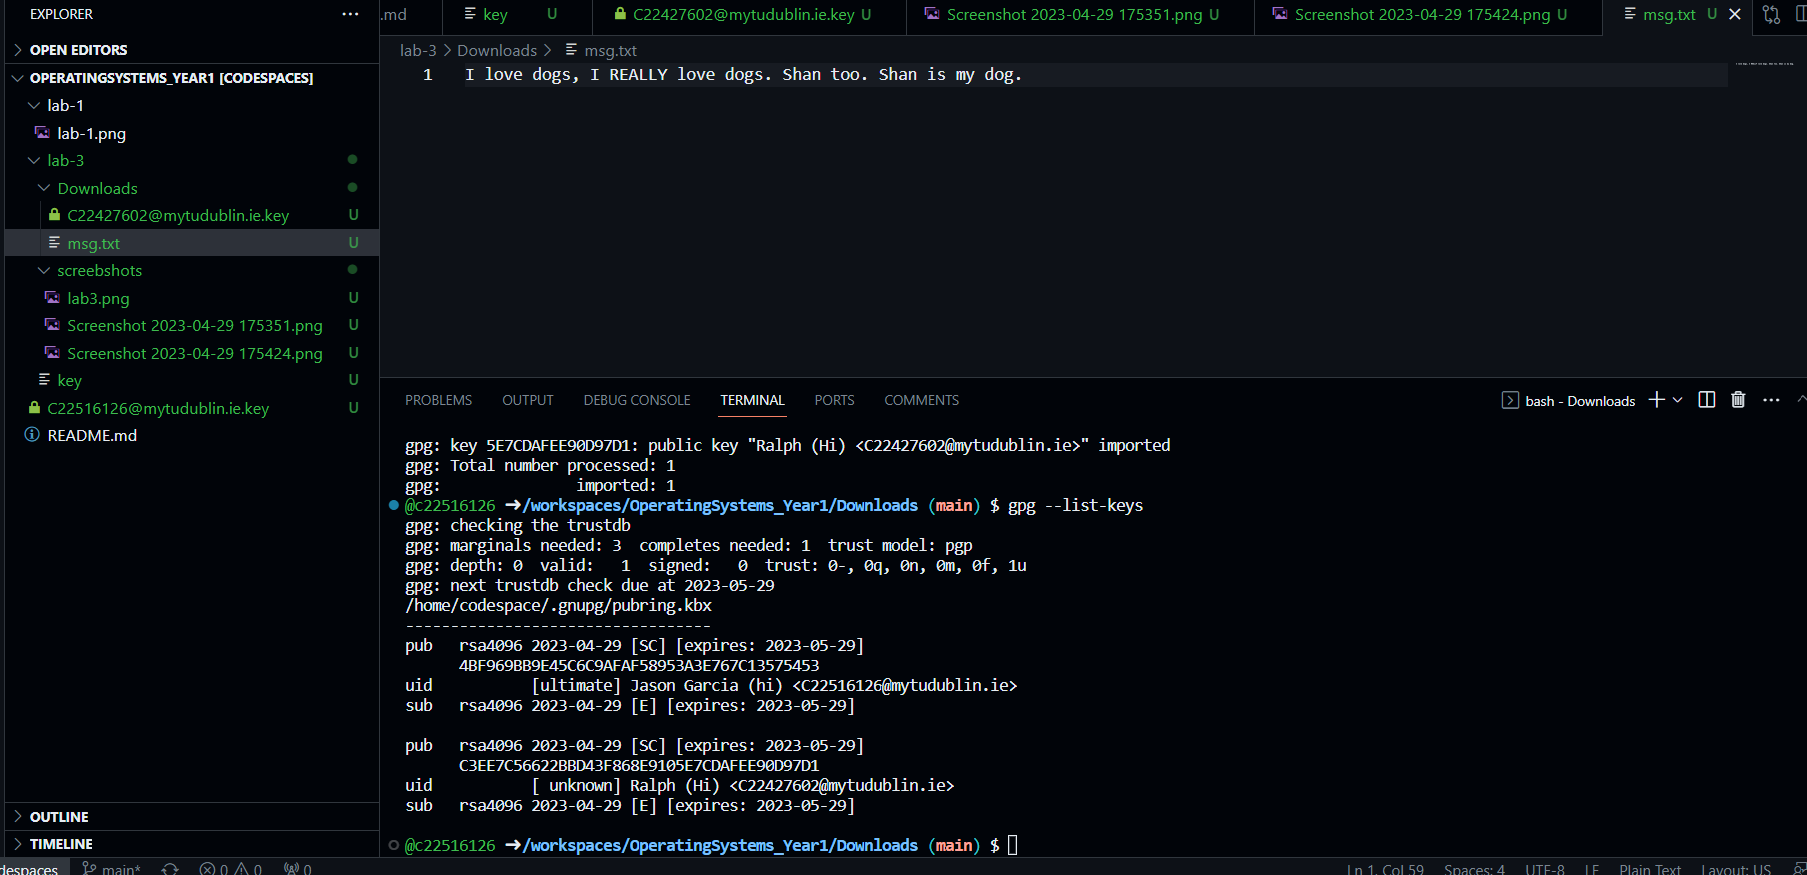 EXPLORER
.md
key U
C22427602@mytudublin.ie.key U
Screenshot 2023-04-29 175351.png U
Screenshot 2023-04-29 175424.png U
msg.txt U
OPEN EDITORS
OPERATINGSYSTEMS_YEAR1 [CODESPACES]
lab-1
lab-1.png
lab-3
Downloads
C22427602@mytudublin.ie.key U
msg.txt U
screebshots
lab3.png U
Screenshot 2023-04-29 175351.png U
Screenshot 2023-04-29 175424.png U
key U
C22516126@mytudublin.ie.key U
README.md
OUTLINE
TIMELINE
lab-3 > Downloads > msg.txt
1 I love dogs, I REALLY love dogs. Shan too. Shan is my dog.
PROBLEMS OUTPUT DEBUG CONSOLE TERMINAL PORTS COMMENTS
bash - Downloads
gpg: key 5E7CDAFEE90D97D1: public key "Ralph (Hi) <C22427602@mytudublin.ie>" imported
gpg: Total number processed: 1
gpg:               imported: 1
@c22516126 ➜/workspaces/OperatingSystems_Year1/Downloads (main) $ gpg --list-keys
gpg: checking the trustdb
gpg: marginals needed: 3  completes needed: 1  trust model: pgp
gpg: depth: 0  valid:   1  signed:   0  trust: 0-, 0q, 0n, 0m, 0f, 1u
gpg: next trustdb check due at 2023-05-29
/home/codespace/.gnupg/pubring.kbx
----------------------------------
pub   rsa4096 2023-04-29 [SC] [expires: 2023-05-29]
      4BF969BB9E45C6C9AFAF58953A3E767C13575453
uid           [ultimate] Jason Garcia (hi) <C22516126@mytudublin.ie>
sub   rsa4096 2023-04-29 [E] [expires: 2023-05-29]
pub   rsa4096 2023-04-29 [SC] [expires: 2023-05-29]
      C3EE7C56622BBD43F868E9105E7CDAFEE90D97D1
uid           [ unknown] Ralph (Hi) <C22427602@mytudublin.ie>
sub   rsa4096 2023-04-29 [E] [expires: 2023-05-29]
@c22516126 ➜/workspaces/OperatingSystems_Year1/Downloads (main) $
despaces main* 0 0 0 Ln 1, Col 59 Spaces: 4 UTF-8 LF Plain Text Layout: US